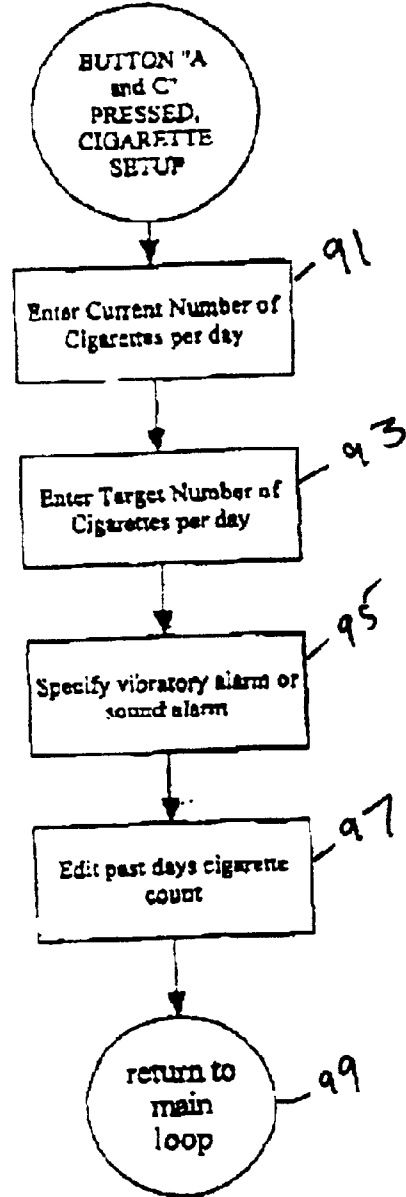 BUTTON "A
and C"
PRESSED,
CIGARETTE
SETUP
91
Enter Current Number of
Cigarettes per day
93
Enter Target Number of
Cigarettes per day
95
Specify vibratory alarm or
sound alarm
97
Edit past days cigarette
count
99
return to
main
loop